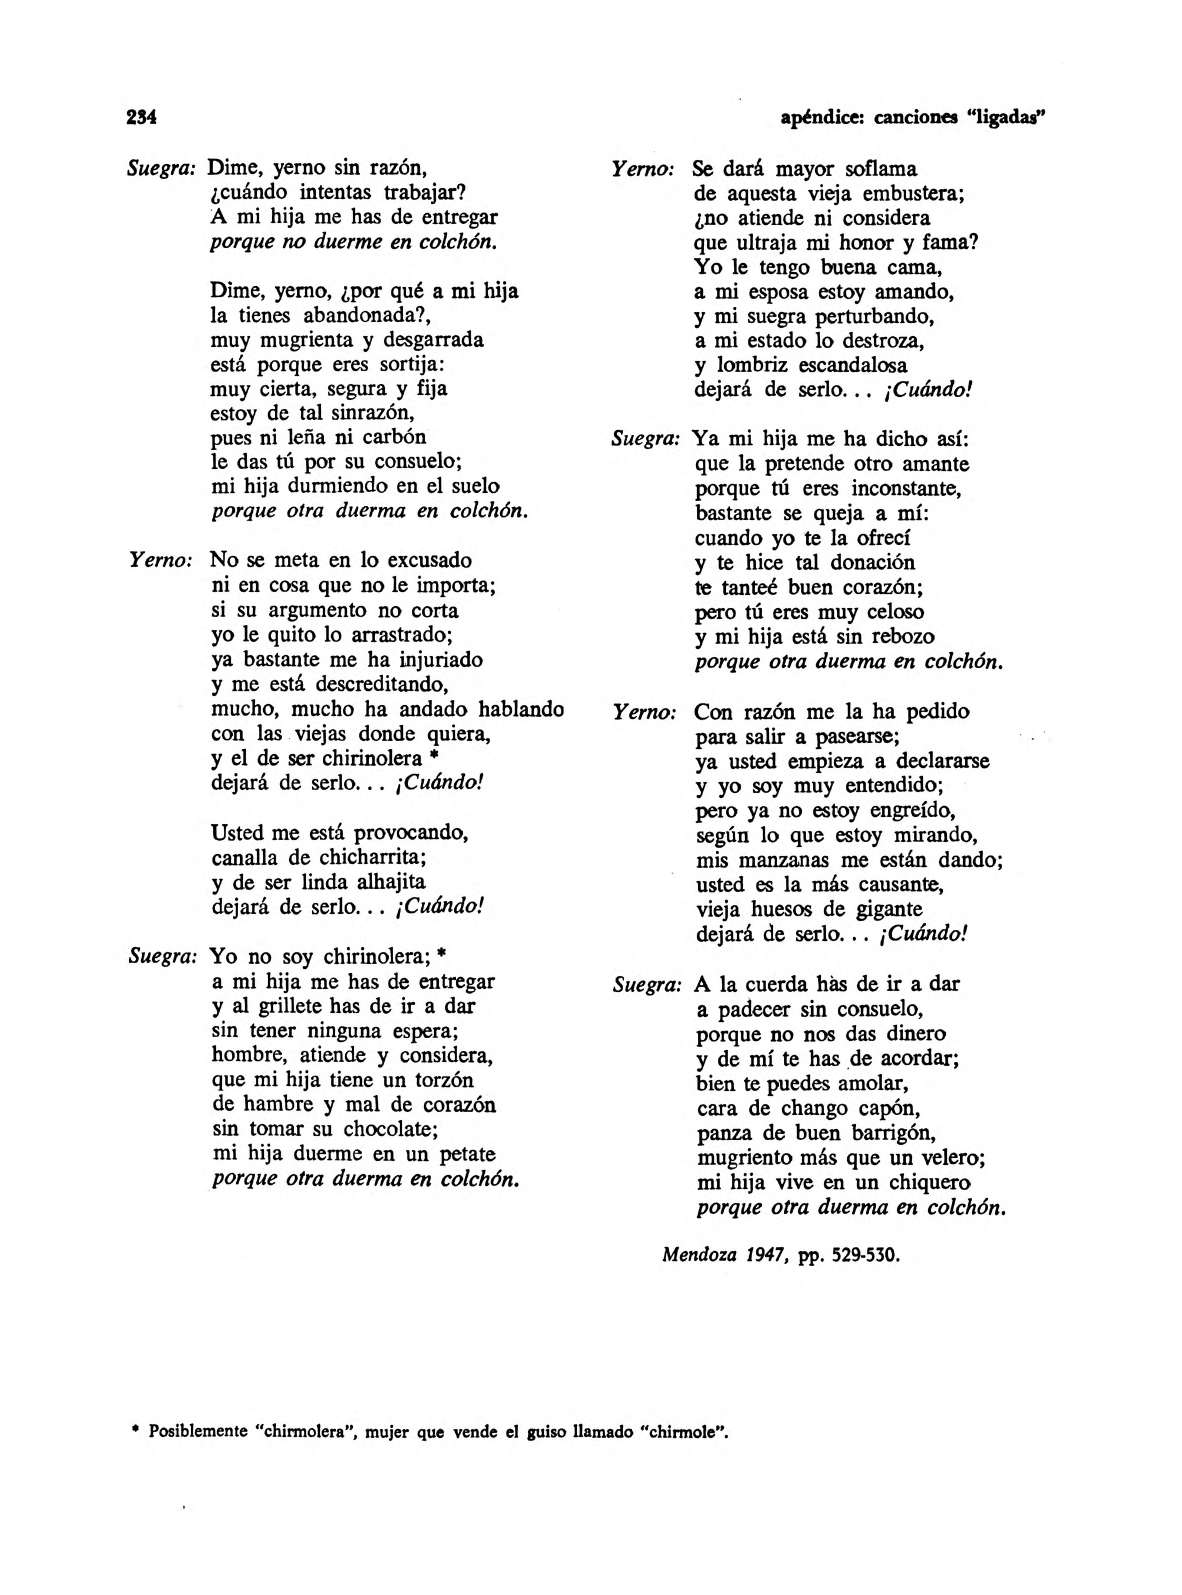 234
apéndice: canciones “ligadas”
Suegra: Dime, yerno sin razón,
¿cuándo intentas trabajar?
A mi hija me has de entregar
porque no duerme en colchón.
Dime, yerno, ¿por qué a mi hija
la tienes abandonada?,
muy mugrienta y desgarrada
está porque eres sortija:
muy cierta, segura y fija
estoy de tal sinrazón,
pues ni leña ni carbón
le das tú por su consuelo;
mi hija durmiendo en el suelo
porque otra duerma en colchón.
Yerno: No se meta en lo excusado
ni en cosa que no le importa;
si su argumento no corta
yo le quito lo arrastrado;
ya bastante me ha injuriado
y me está descreditando,
mucho, mucho ha andado hablando
con las viejas donde quiera,
y el de ser chirinolera *
dejará de serlo... ¡Cuándo!
Usted me está provocando,
canalla de chicharrita;
y de ser linda alhajita
dejará de serlo... ¡Cuándo!
Suegra: Yo no soy chirinolera; *
a mi hija me has de entregar
y al grillete has de ir a dar
sin tener ninguna espera;
hombre, atiende y considera,
que mi hija tiene un torzón
de hambre y mal de corazón
sin tomar su chocolate;
mi hija duerme en un petate
porque otra duerma en colchón.
Yerno: Se dará mayor soflama
de aquesta vieja embustera;
¿no atiende ni considera
que ultraja mi honor y fama?
Yo le tengo buena cama,
a mi esposa estoy amando,
y mi suegra perturbando,
a mi estado lo destroza,
y lombriz escandalosa
dejará de serlo... ¡Cuándo!
Suegra: Ya mi hija me ha dicho así:
que la pretende otro amante
porque tú eres inconstante,
bastante se queja a mí:
cuando yo te la ofrecí
y te hice tal donación
te tanteé buen corazón;
pero tú eres muy celoso
y mi hija está sin rebozo
porque otra duerma en colchón.
Yerno: Con razón me la ha pedido
para salir a pasearse;
ya usted empieza a declararse
y yo soy muy entendido;
pero ya no estoy engreído,
según lo que estoy mirando,
mis manzanas me están dando;
usted es la más causante,
vieja huesos de gigante
dejará de serlo... ¡Cuándo!
Suegra: A la cuerda has de ir a dar
a padecer sin consuelo,
porque no nos das dinero
y de mí te has de acordar;
bien te puedes amolar,
cara de chango capón,
panza de buen barrigón,
mugriento más que un velero;
mi hija vive en un chiquero
porque otra duerma en colchón.
Mendoza 1947, pp. 529-530.
* Posiblemente “chirmolera”, mujer que vende el guiso llamado “chirmole”.